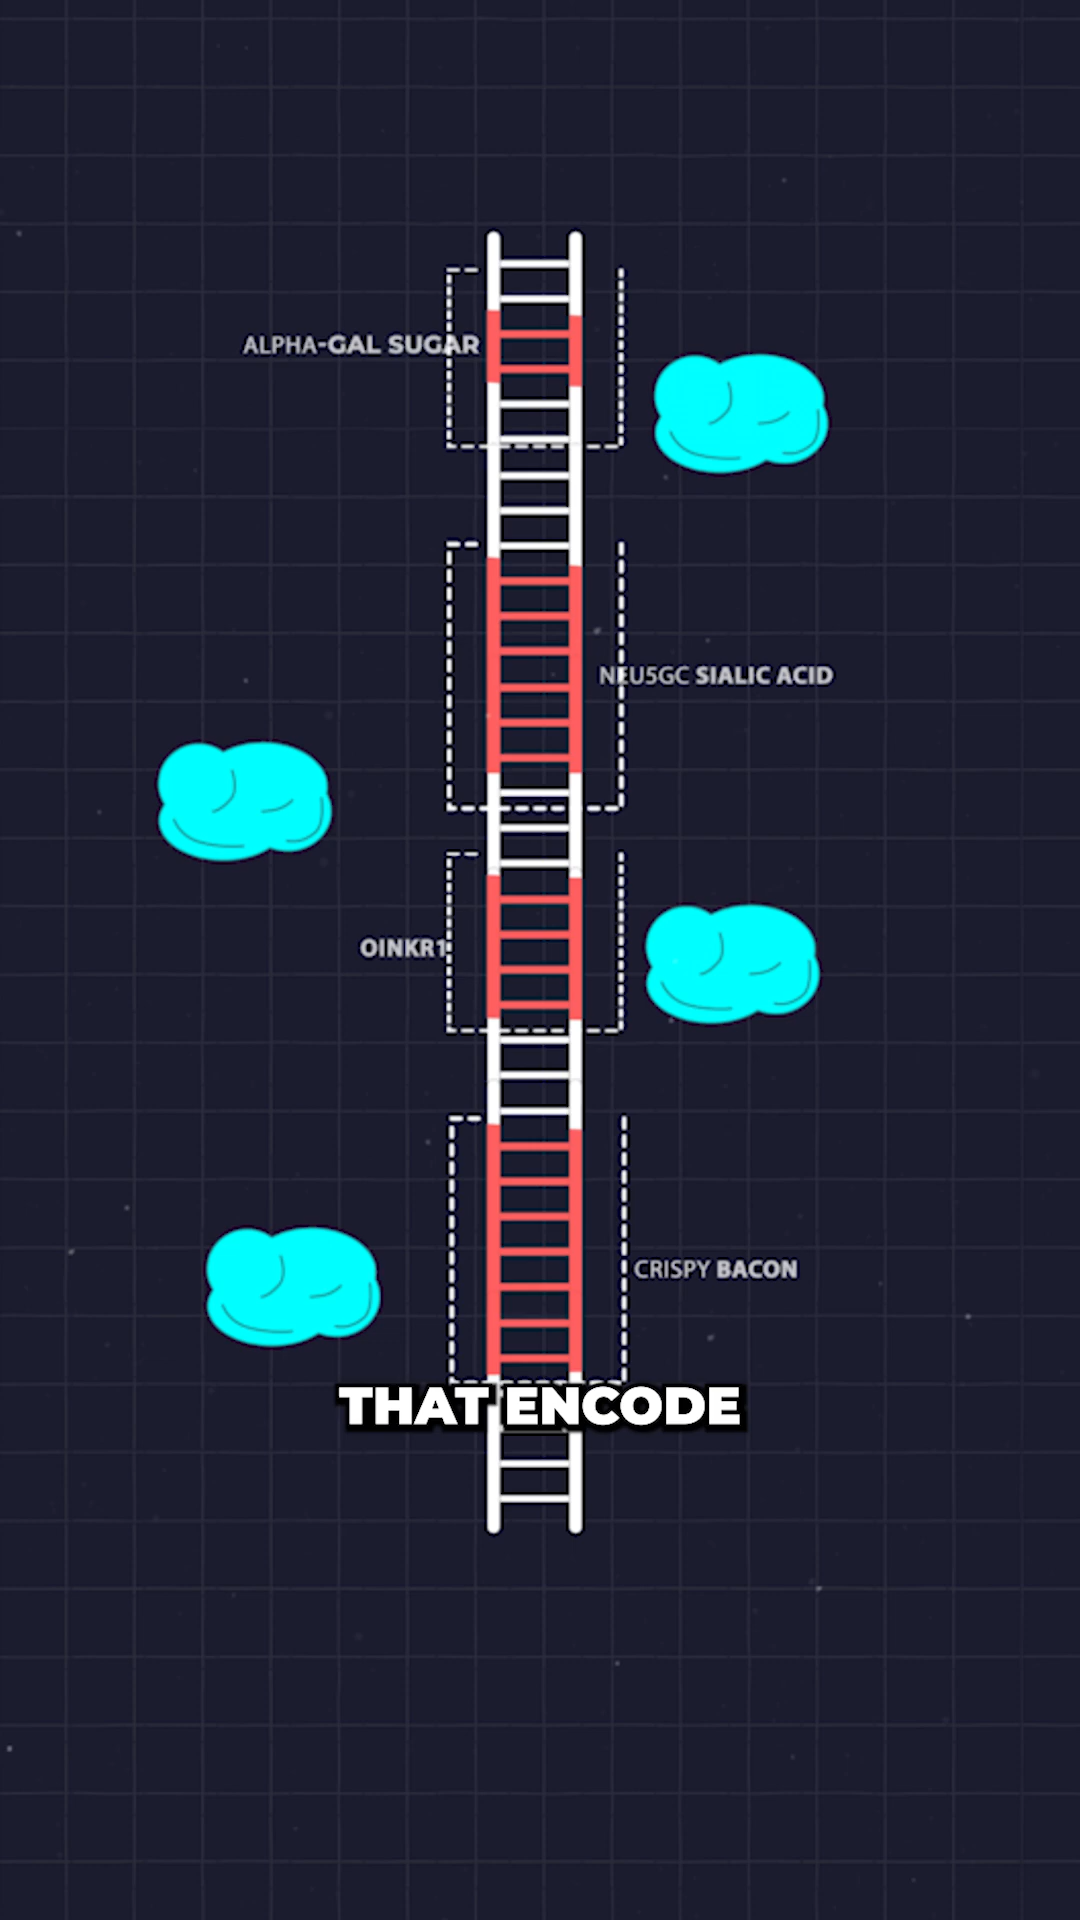 ALPHA-GAL SUGAR
NEU5GC SIALIC ACID
OINKR1
CRISPY BACON
THAT ENCODE